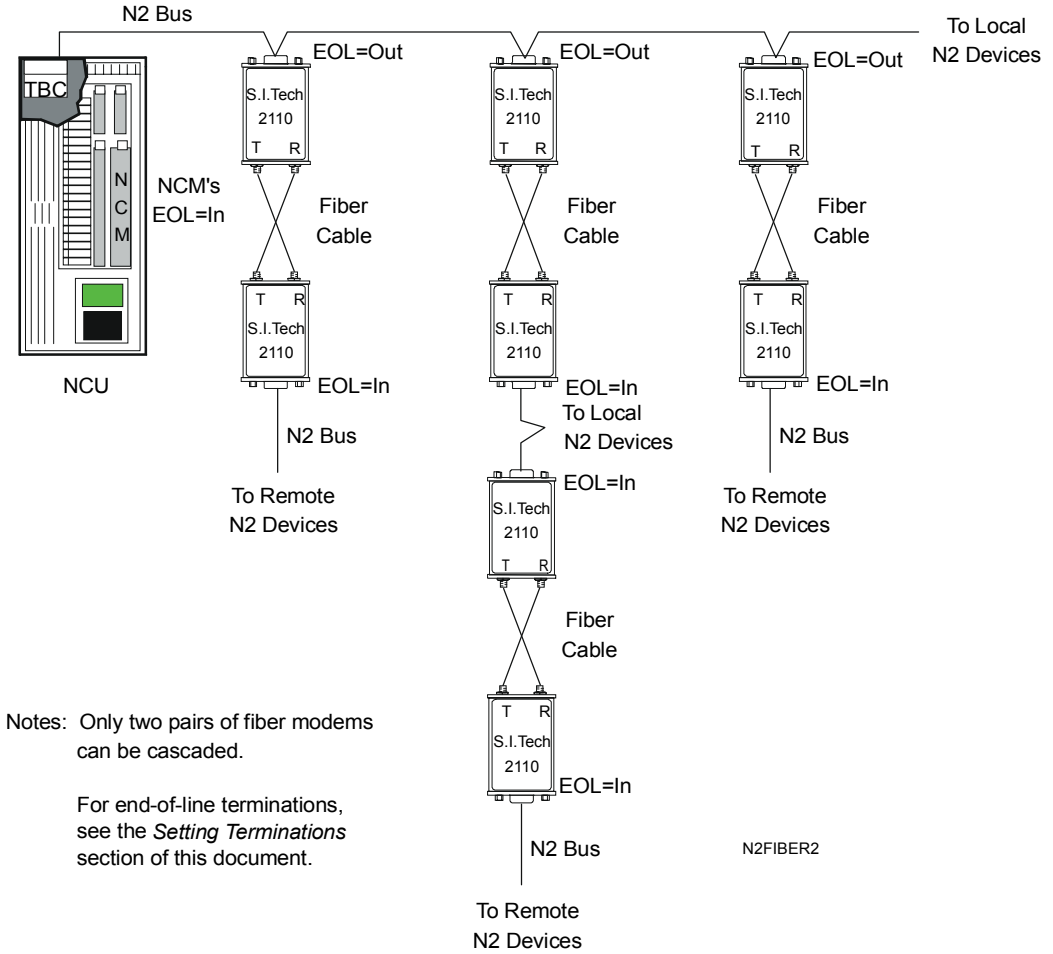 N2 Bus
To Local
N2 Devices
EOL=Out
EOL=Out
EOL=Out
TBC
S.I.Tech
2110
T R
S.I.Tech
2110
T R
S.I.Tech
2110
T R
N
C
M
NCM's
EOL=In
Fiber
Cable
Fiber
Cable
Fiber
Cable
T R
S.I.Tech
2110
T R
S.I.Tech
2110
T R
S.I.Tech
2110
NCU
EOL=In
EOL=In
EOL=In
To Local
N2 Devices
N2 Bus
N2 Bus
To Remote
N2 Devices
EOL=In
To Remote
N2 Devices
S.I.Tech
2110
T R
Fiber
Cable
T R
S.I.Tech
2110
EOL=In
Notes: Only two pairs of fiber modems
can be cascaded.
For end-of-line terminations,
see the Setting Terminations
section of this document.
N2 Bus
N2FIBER2
To Remote
N2 Devices